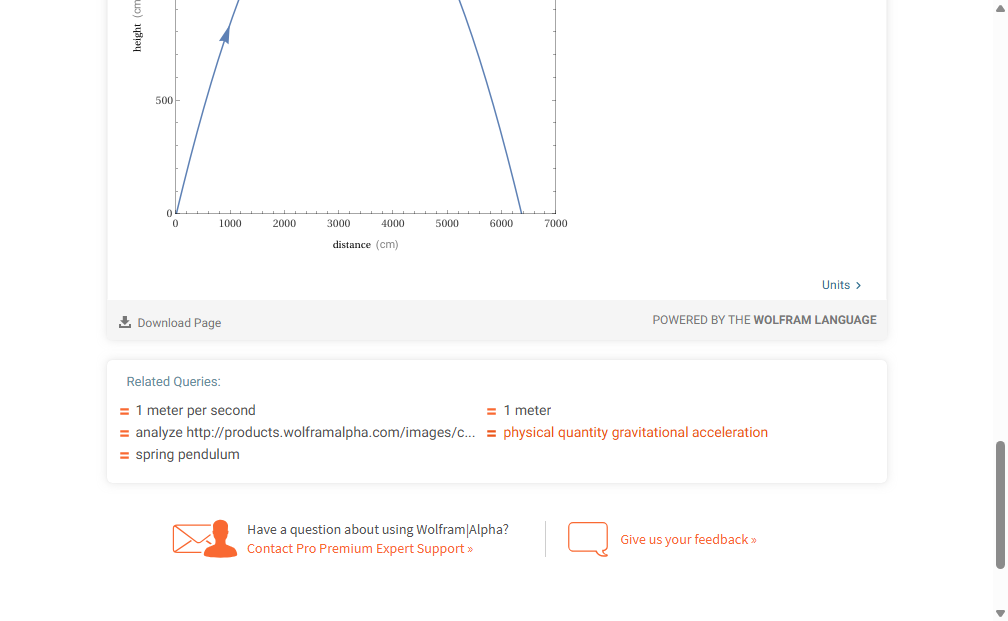 height (cm
500
0
0 1000 2000 3000 4000 5000 6000 7000
distance (cm)
Units >
Download Page
POWERED BY THE WOLFRAM LANGUAGE
Related Queries:
= 1 meter per second
= 1 meter
= analyze http://products.wolframalpha.com/images/c...
= physical quantity gravitational acceleration
= spring pendulum
Have a question about using Wolfram|Alpha?
Contact Pro Premium Expert Support »
Give us your feedback »